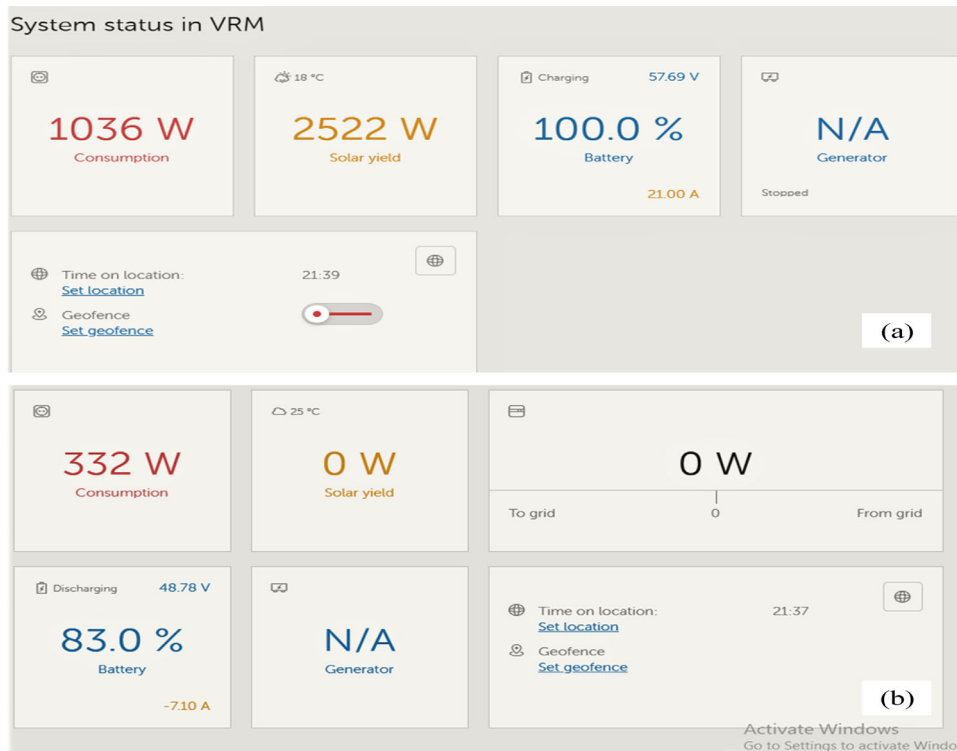 System status in VRM
18 °C
Charging 57.69 V
1036 W
Consumption
2522 W
Solar yield
100.0 %
Battery
21.00 A
N/A
Generator
Stopped
Time on location: 21:39
Set location
Geofence
Set geofence
(a)
332 W
Consumption
25 °C
0 W
Solar yield
0 W
To grid 0 From grid
Discharging 48.78 V
83.0 %
Battery
-7.10 A
N/A
Generator
Time on location: 21:37
Set location
Geofence
Set geofence
(b)
Activate Windows
Go to Settings to activate Windo